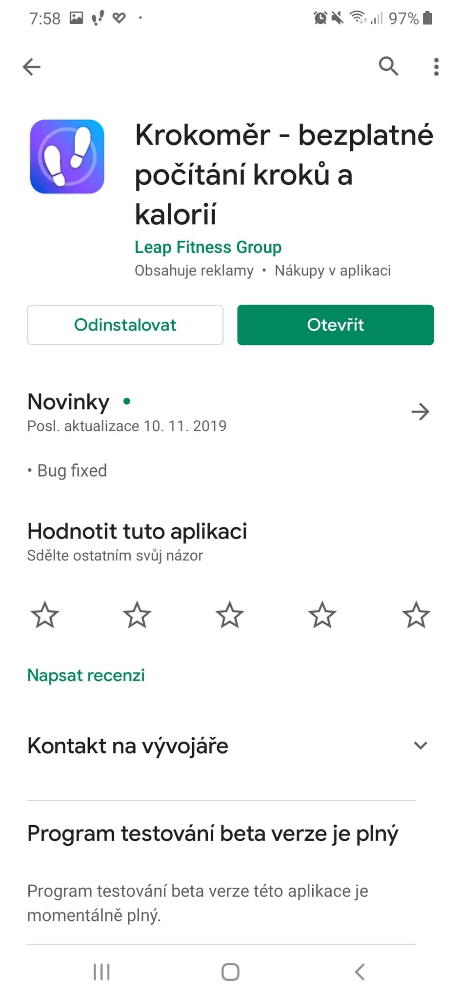 7:58
97%
Krokoměr - bezplatné
počítání kroků a
kalorií
Leap Fitness Group
Obsahuje reklamy • Nákupy v aplikaci
Odinstalovat
Otevřít
Novinky •
Posl. aktualizace 10. 11. 2019
• Bug fixed
Hodnotit tuto aplikaci
Sdělte ostatním svůj názor
Napsat recenzi
Kontakt na vývojáře
Program testování beta verze je plný
Program testování beta verze této aplikace je
momentálně plný.